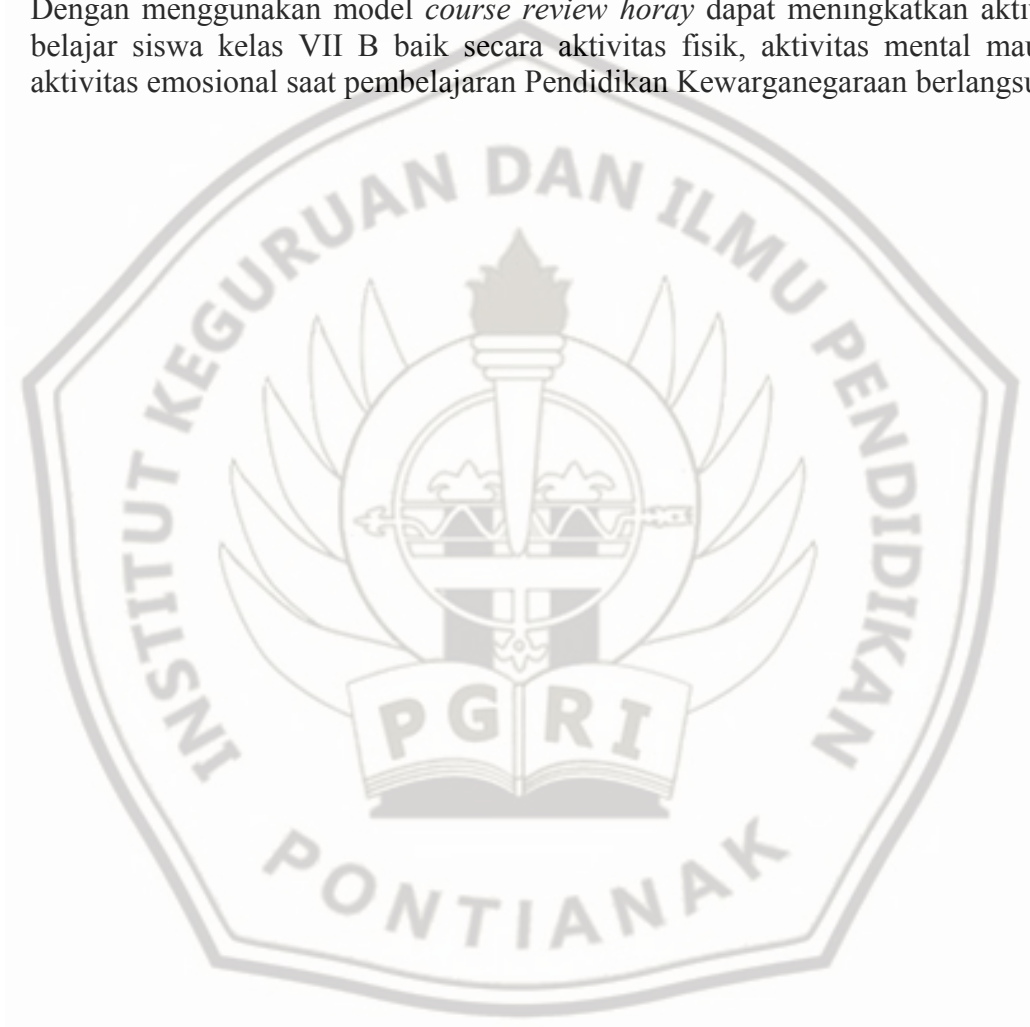 Dengan menggunakan model course review horay dapat meningkatkan akti
belajar siswa kelas VII B baik secara aktivitas fisik, aktivitas mental mau
aktivitas emosional saat pembelajaran Pendidikan Kewarganegaraan berlangsu
INSTITUT KEGURUAN DAN ILMU PENDIDIKAN
PGRI
PONTIANAK